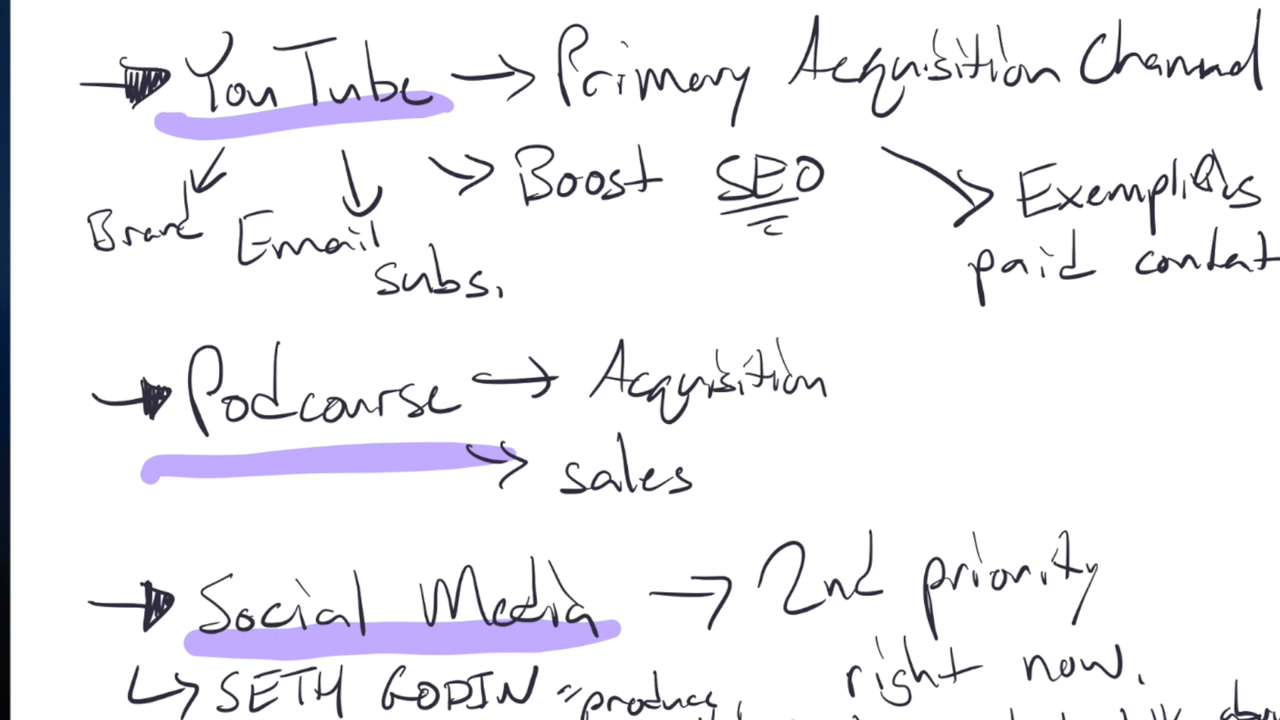 YouTube → Primary Acquisition Channel
Boost SEO
Exemplifies
Brand Email
subs.
paid content
Podcourse → Acquisition
sales
Social Media → 2nd priority
right now.
SETH GODIN "produce